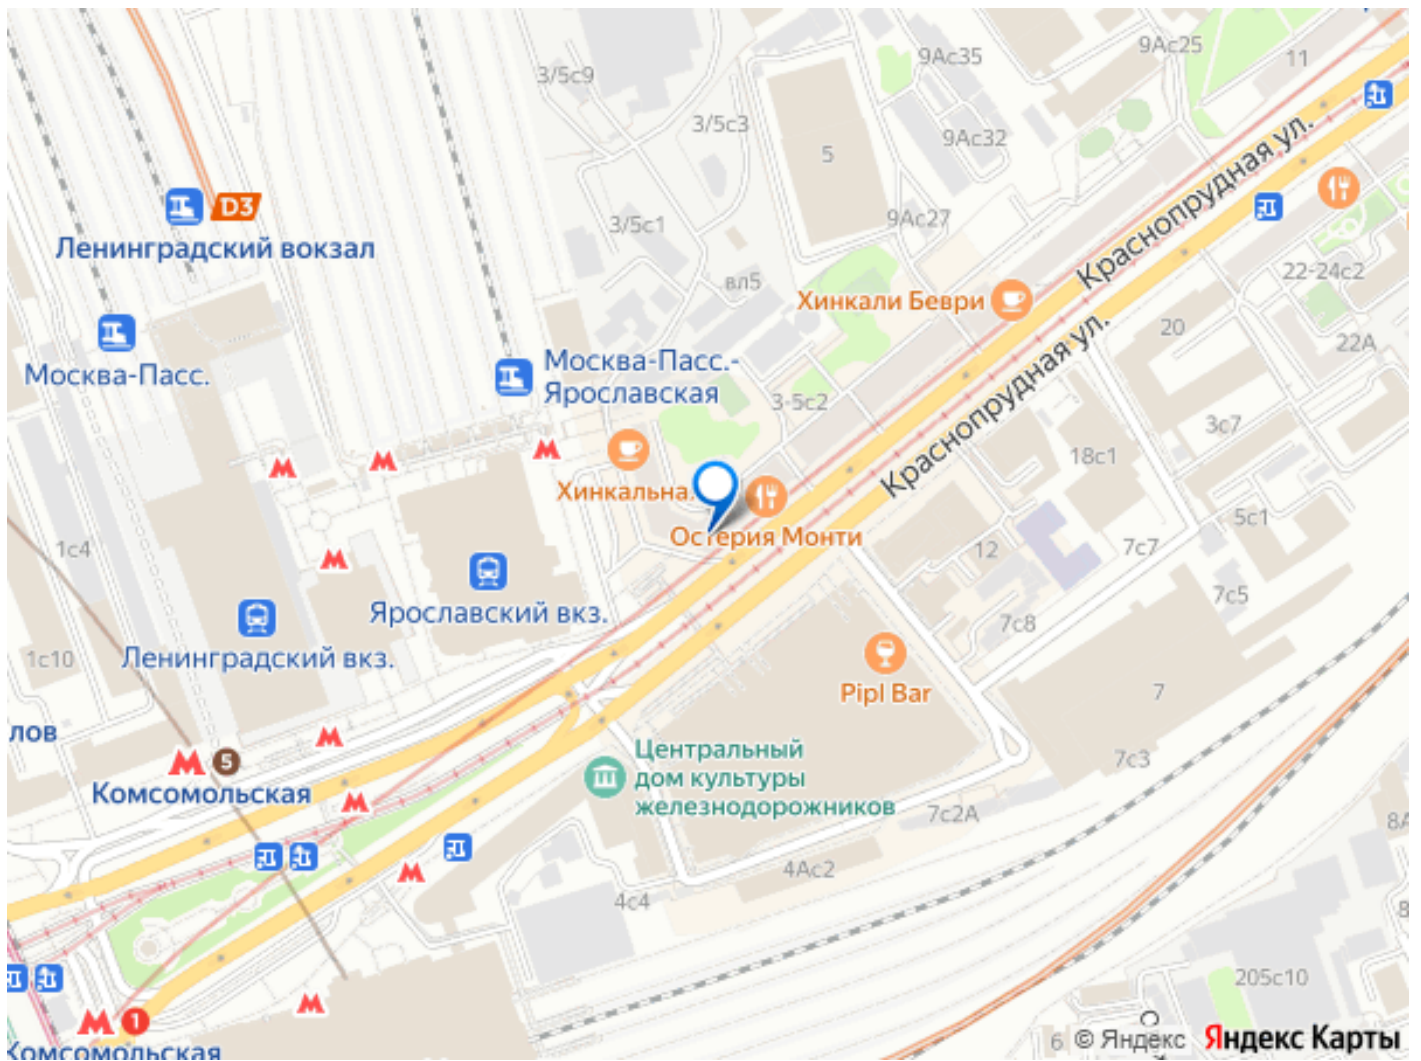 9Ас35
9Ас25
11
3/5с9
3/5с3
5
9Ас32
Краснопрудная ул.
D3
Ленинградский вокзал
3/5с1
9Ас27
вл5
22-24с2
Хинкали Беври
20
22А
Москва-Пасс.
Москва-Пасс.-
Ярославская
3-5с2
Краснопрудная ул.
3с7
18с1
Хинкальна
Остерия Монти
5с1
1с4
12
7с7
7с5
Ярославский вкз.
7с8
1с10
Ленинградский вкз.
Pipl Bar
7
лов
5
Комсомольская
Центральный
дом культуры
железнодорожников
7с3
7с2А
8А
4Ас2
4с4
8
205с10
1
Комсомольская
6
© Яндекс
Яндекс Карты